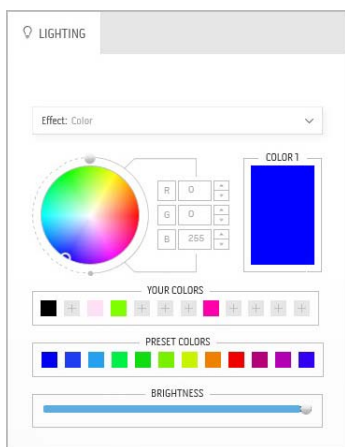 LIGHTING
Effect: Color
COLOR 1
R 0
G 0
B 255
YOUR COLORS
PRESET COLORS
BRIGHTNESS